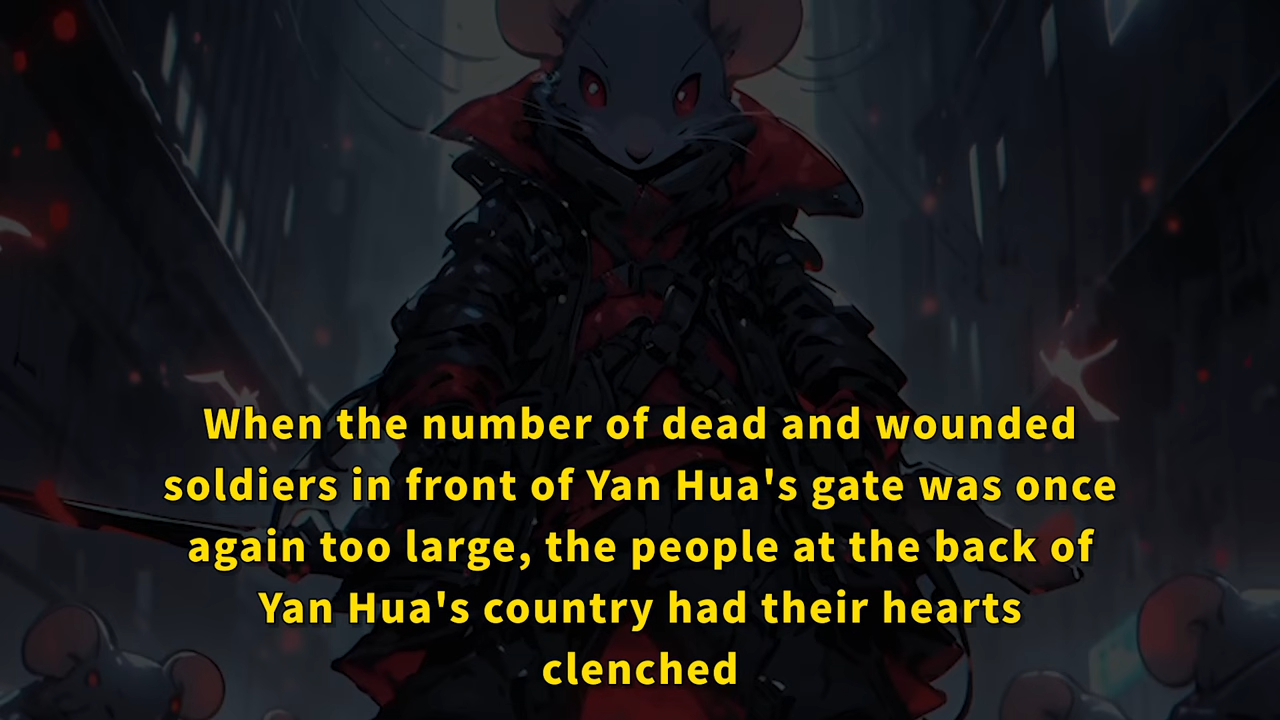 When the number of dead and wounded
soldiers in front of Yan Hua's gate was once
again too large, the people at the back of
Yan Hua's country had their hearts
clenched